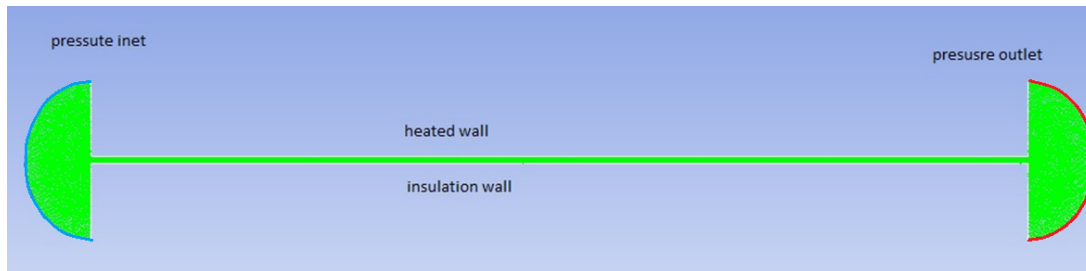 pressute inet
presusre outlet
heated wall
insulation wall